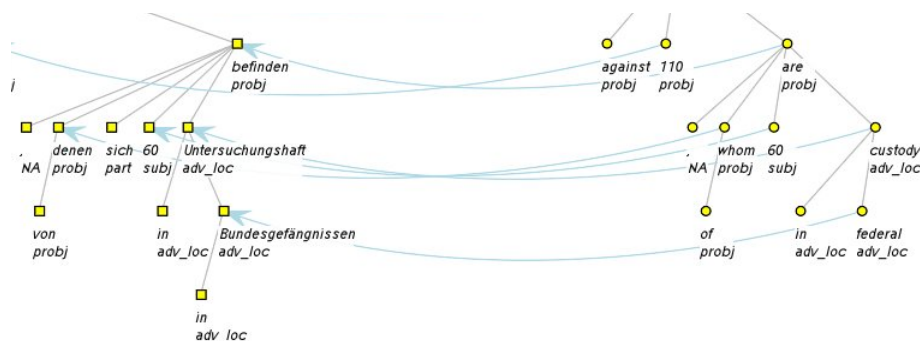 befinden
probj
against
probj
110
probj
are
probj
j
,
NA
denen
probj
sich
part
60
subj
Untersuchungshaft
adv_loc
,
NA
whom
probj
60
subj
custody
adv_loc
von
probj
in
adv_loc
Bundesgefängnissen
adv_loc
of
probj
in
adv_loc
federal
adv_loc
in
adv_loc